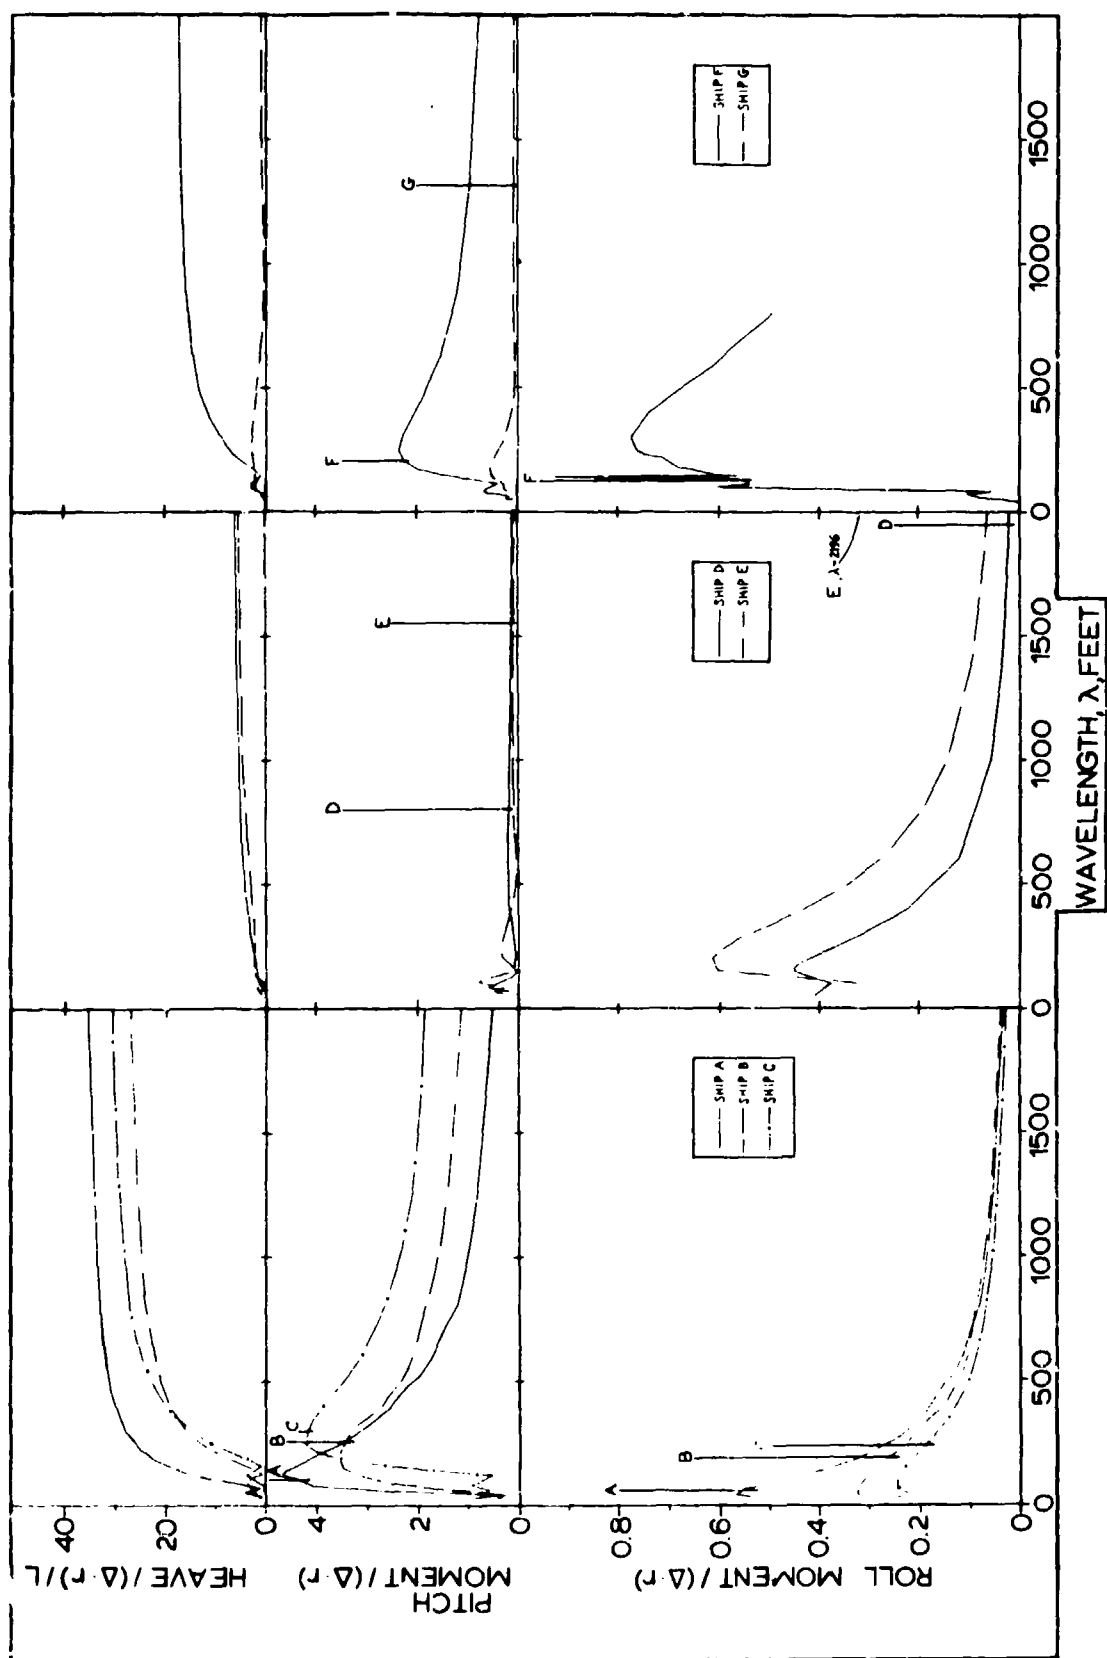 HEAVE / (Δ·r) / L
40
20
0
PITCH
MOMENT / (Δ·r)
4
2
0
ROLL MOMENT / (Δ·r)
0.8
0.6
0.4
0.2
0
A
B
C
D
E
F
G
A
B
D
E, λ=2196
F
SHIP A
SHIP B
SHIP C
SHIP D
SHIP E
SHIP F
SHIP G
0 500 1000 1500
0 500 1000 1500
0 500 1000 1500
WAVELENGTH, λ, FEET